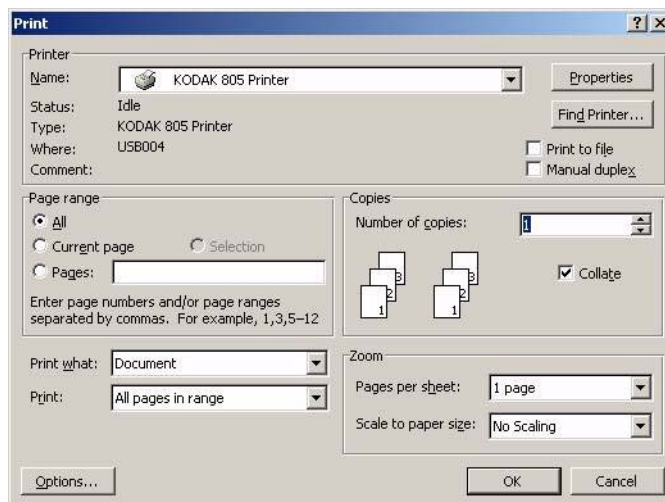 Print
? X
Printer
Name: KODAK 805 Printer Properties
Status: Idle
Find Printer...
Type: KODAK 805 Printer
Where: USB004
Print to file
Comment:
Manual duplex
Page range
All
Current page Selection
Pages:
Enter page numbers and/or page ranges
separated by commas. For example, 1,3,5–12
Copies
Number of copies: 1
3 3
2 2
1 1
Collate
Print what: Document
Print: All pages in range
Zoom
Pages per sheet: 1 page
Scale to paper size: No Scaling
Options... OK Cancel